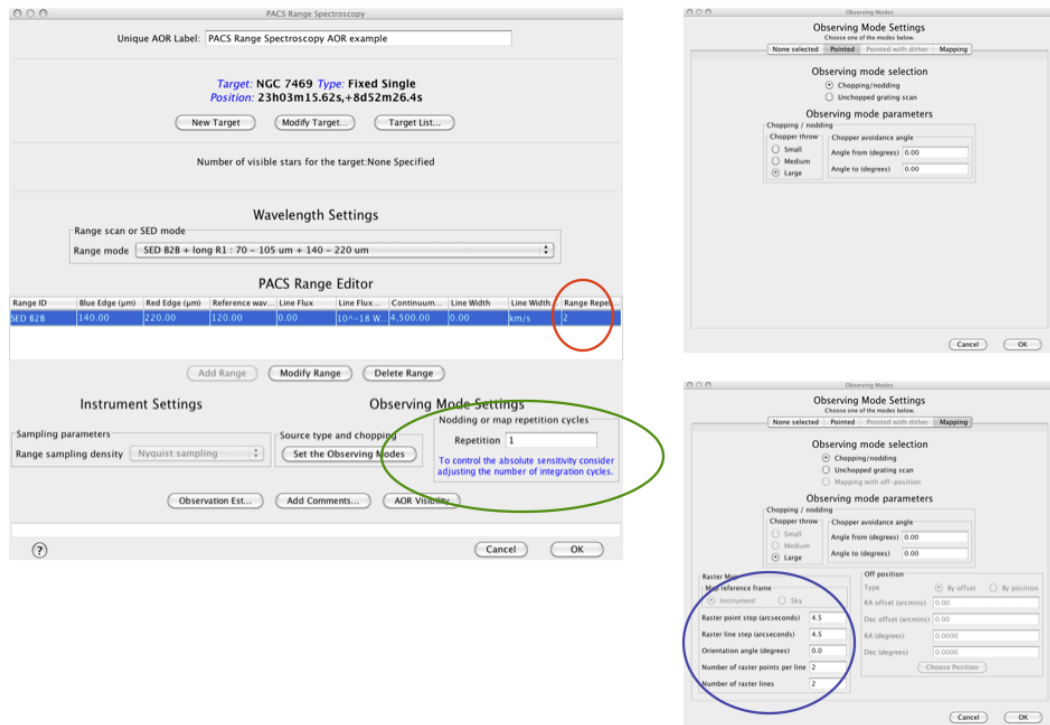 PACS Range Spectroscopy
Unique AOR Label: PACS Range Spectroscopy AOR example
Target: NGC 7469 Type: Fixed Single
Position: 23h03m15.62s,+8d52m26.4s
New Target Modify Target... Target List...
Number of visible stars for the target:None Specified
Wavelength Settings
Range scan or SED mode
Range mode SED B2B + long R1 : 70 - 105 um + 140 - 220 um
PACS Range Editor
Range ID Blue Edge (µm) Red Edge (µm) Reference wav... Line Flux Line Flux... Continuum... Line Width Line Width... Range Repet...
SED B2B 140.00 220.00 120.00 0.00 10^-18 W... 4,500.00 0.00 km/s 2
Add Range Modify Range Delete Range
Instrument Settings
Sampling parameters
Range sampling density Nyquist sampling
Observing Mode Settings
Source type and chopping
Set the Observing Modes
Nodding or map repetition cycles
Repetition 1
To control the absolute sensitivity consider
adjusting the number of integration cycles.
Observation Est... Add Comments... AOR Visibility
? Cancel OK
Observing Modes
Observing Mode Settings
Choose one of the modes below.
None selected Pointed Pointed with dither Mapping
Observing mode selection
Chopping/nodding
Unchopped grating scan
Observing mode parameters
Chopping / nodding
Chopper throw
Small
Medium
Large
Chopper avoidance angle
Angle from (degrees) 0.00
Angle to (degrees) 0.00
Cancel OK
Observing Modes
Observing Mode Settings
Choose one of the modes below.
None selected Pointed Pointed with dither Mapping
Observing mode selection
Chopping/nodding
Unchopped grating scan
Mapping with off-position
Observing mode parameters
Chopping / nodding
Chopper throw
Small
Medium
Large
Chopper avoidance angle
Angle from (degrees) 0.00
Angle to (degrees) 0.00
Raster Map
Map reference frame
Instrument Sky
Raster point step (arcseconds) 4.5
Raster line step (arcseconds) 4.5
Orientation angle (degrees) 0.0
Number of raster points per line 2
Number of raster lines 2
Off position
Type By offset By position
RA offset (arcmins) 0.00
Dec offset (arcmins) 0.00
RA (degrees) 0.0000
Dec (degrees) 0.0000
Choose Position
Cancel OK